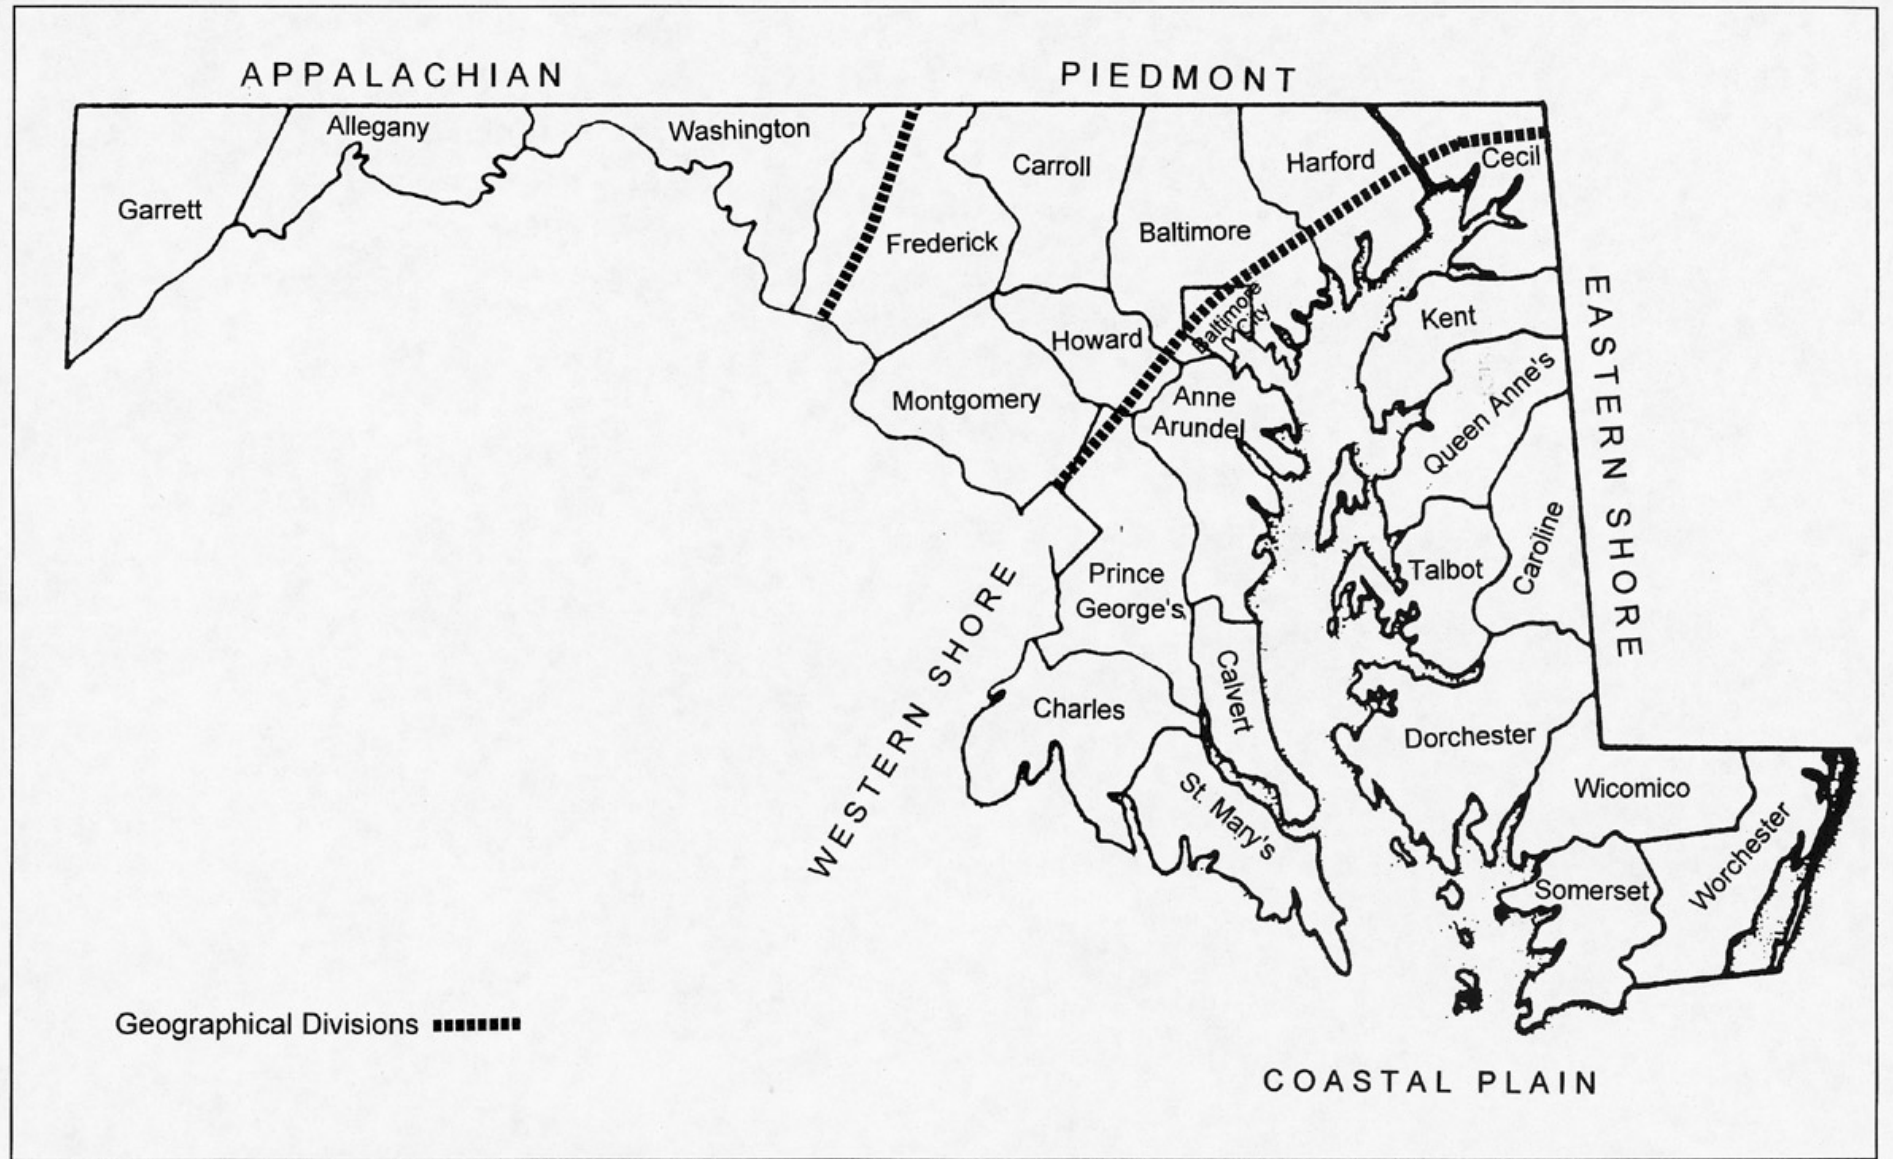 APPALACHIAN
PIEDMONT
Garrett
Allegany
Washington
Frederick
Carroll
Baltimore
Harford
Cecil
Baltimore
City
Howard
Montgomery
Anne
Arundel
Kent
Queen Anne's
Caroline
Talbot
EASTERN SHORE
Prince
George's
WESTERN SHORE
Charles
Calvert
St. Mary's
Dorchester
Wicomico
Worchester
Somerset
Geographical Divisions
COASTAL PLAIN